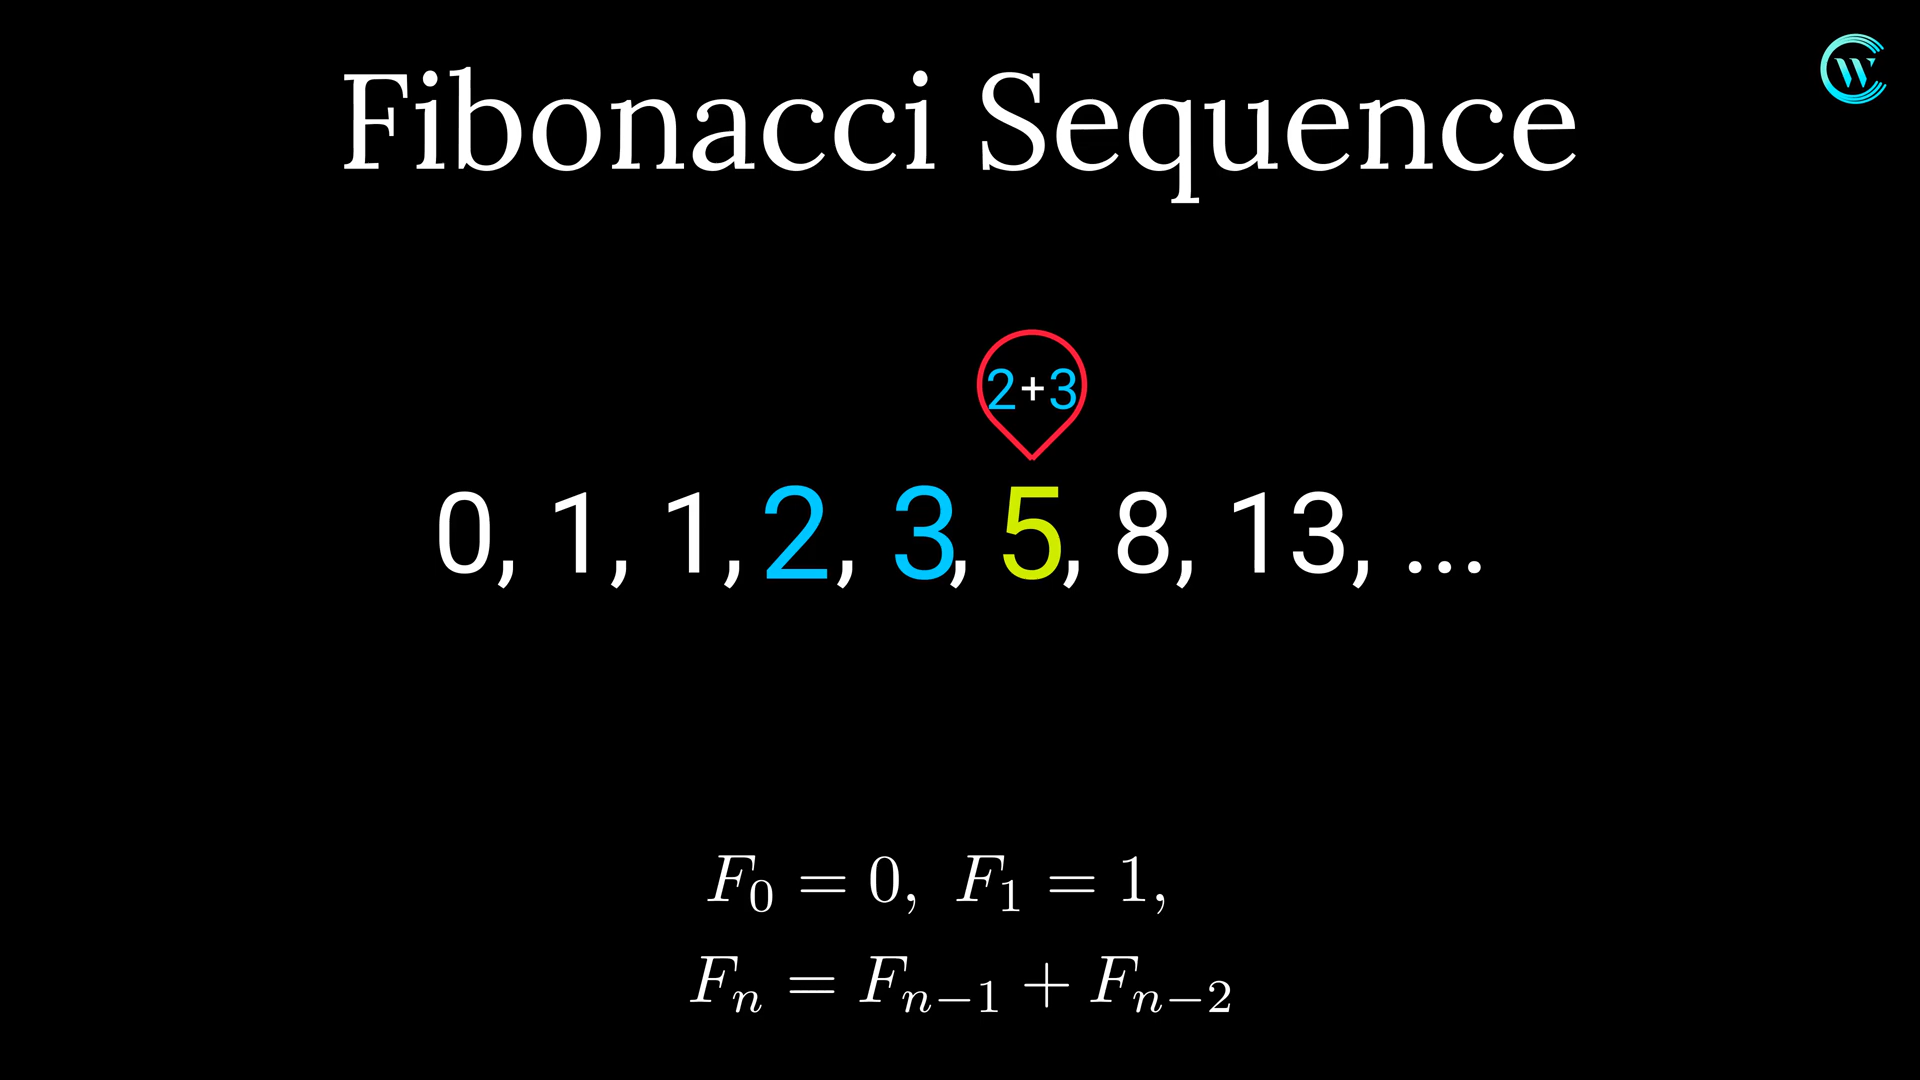 Fibonacci Sequence
2+3
0, 1, 1, 2, 3, 5, 8, 13, ...
F₀ = 0, F₁ = 1,
Fₙ = Fₙ₋₁ + Fₙ₋₂